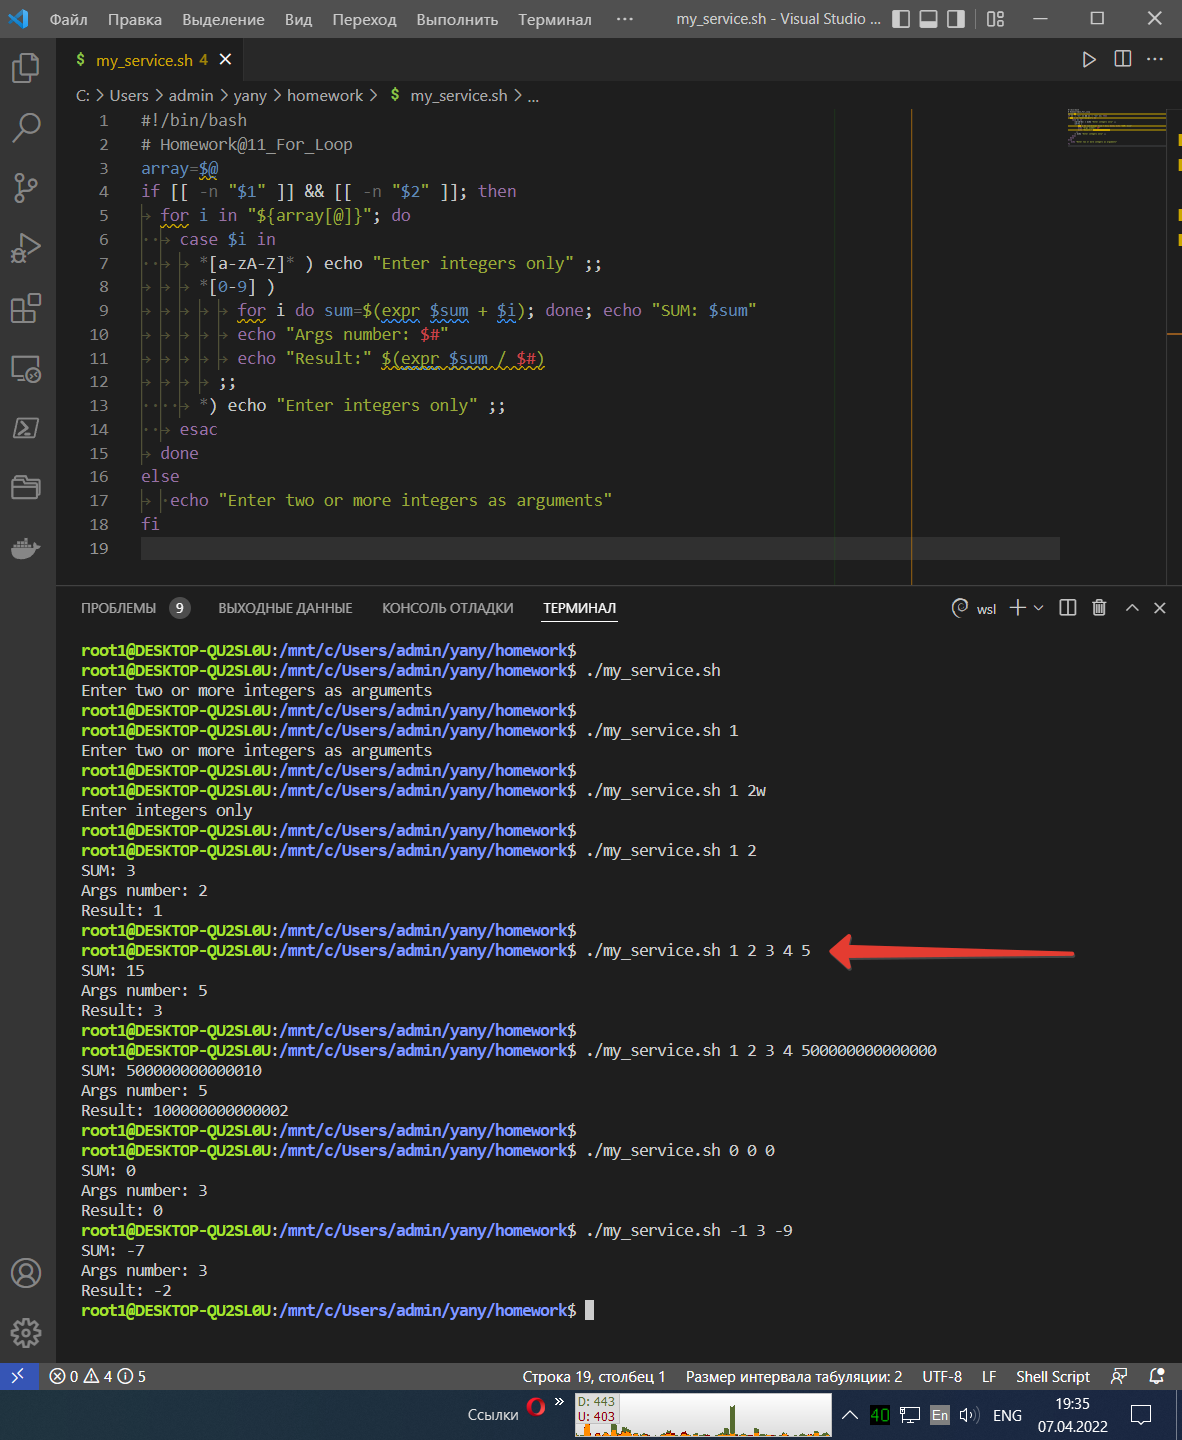 Файл Правка Выделение Вид Переход Выполнить Терминал ··· my_service.sh - Visual Studio ...
$ my_service.sh 4
C: > Users > admin > yany > homework > $ my_service.sh > ...
1 #!/bin/bash
2 # Homework@11_For_Loop
3 array=$@
4 if [[ -n "$1" ]] && [[ -n "$2" ]]; then
5 for i in "${array[@]}"; do
6 case $i in
7 *[a-zA-Z]* ) echo "Enter integers only" ;;
8 *[0-9] )
9 for i do sum=$(expr $sum + $i); done; echo "SUM: $sum"
10 echo "Args number: $#"
11 echo "Result:" $(expr $sum / $#)
12 ;;
13 *) echo "Enter integers only" ;;
14 esac
15 done
16 else
17 echo "Enter two or more integers as arguments"
18 fi
19
ПРОБЛЕМЫ 9 ВЫХОДНЫЕ ДАННЫЕ КОНСОЛЬ ОТЛАДКИ ТЕРМИНАЛ wsl
root1@DESKTOP-QU2SL0U:/mnt/c/Users/admin/yany/homework$
root1@DESKTOP-QU2SL0U:/mnt/c/Users/admin/yany/homework$ ./my_service.sh
Enter two or more integers as arguments
root1@DESKTOP-QU2SL0U:/mnt/c/Users/admin/yany/homework$
root1@DESKTOP-QU2SL0U:/mnt/c/Users/admin/yany/homework$ ./my_service.sh 1
Enter two or more integers as arguments
root1@DESKTOP-QU2SL0U:/mnt/c/Users/admin/yany/homework$
root1@DESKTOP-QU2SL0U:/mnt/c/Users/admin/yany/homework$ ./my_service.sh 1 2w
Enter integers only
root1@DESKTOP-QU2SL0U:/mnt/c/Users/admin/yany/homework$
root1@DESKTOP-QU2SL0U:/mnt/c/Users/admin/yany/homework$ ./my_service.sh 1 2
SUM: 3
Args number: 2
Result: 1
root1@DESKTOP-QU2SL0U:/mnt/c/Users/admin/yany/homework$
root1@DESKTOP-QU2SL0U:/mnt/c/Users/admin/yany/homework$ ./my_service.sh 1 2 3 4 5
SUM: 15
Args number: 5
Result: 3
root1@DESKTOP-QU2SL0U:/mnt/c/Users/admin/yany/homework$
root1@DESKTOP-QU2SL0U:/mnt/c/Users/admin/yany/homework$ ./my_service.sh 1 2 3 4 500000000000000
SUM: 500000000000010
Args number: 5
Result: 100000000000002
root1@DESKTOP-QU2SL0U:/mnt/c/Users/admin/yany/homework$
root1@DESKTOP-QU2SL0U:/mnt/c/Users/admin/yany/homework$ ./my_service.sh 0 0 0
SUM: 0
Args number: 3
Result: 0
root1@DESKTOP-QU2SL0U:/mnt/c/Users/admin/yany/homework$ ./my_service.sh -1 3 -9
SUM: -7
Args number: 3
Result: -2
root1@DESKTOP-QU2SL0U:/mnt/c/Users/admin/yany/homework$
0 4 5 Строка 19, столбец 1 Размер интервала табуляции: 2 UTF-8 LF Shell Script
Ссылки » D: 443 U: 403 40 En ENG 19:35
07.04.2022